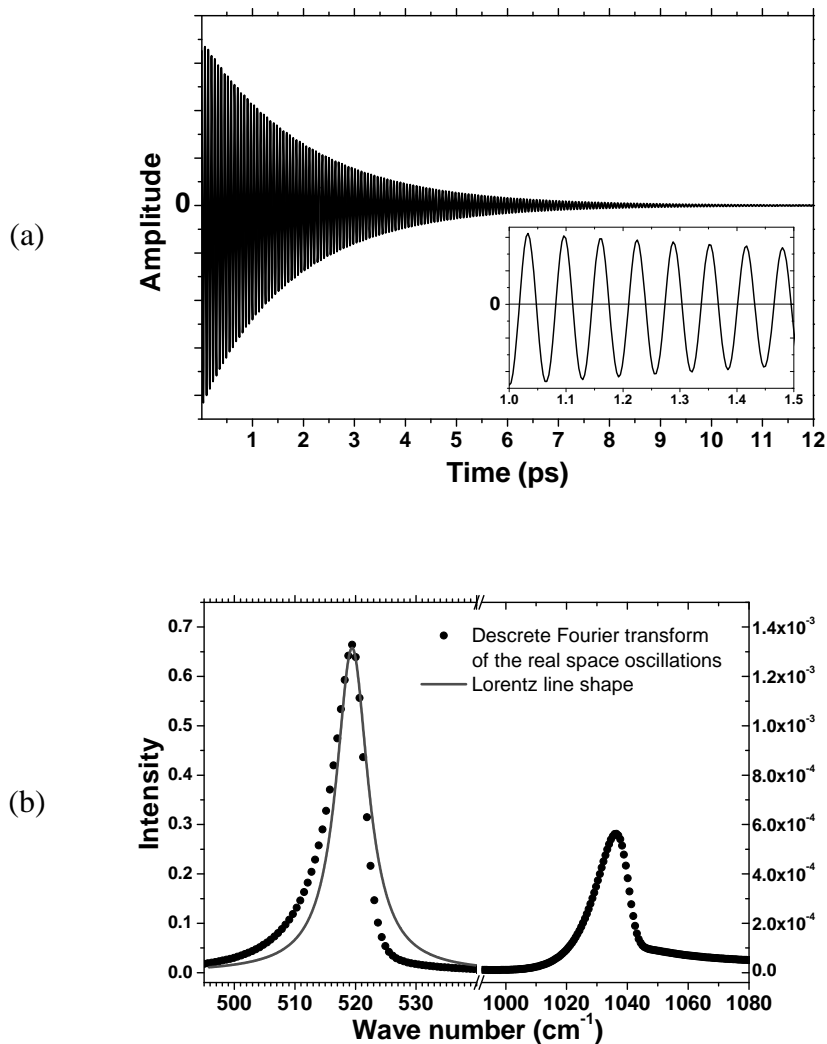 (a)
Amplitude
0
0
1.0 1.1 1.2 1.3 1.4 1.5
1 2 3 4 5 6 7 8 9 10 11 12
Time (ps)
(b)
Intensity
0.7
0.6
0.5
0.4
0.3
0.2
0.1
0.0
Descrete Fourier transform
of the real space oscillations
Lorentz line shape
1.4x10⁻³
1.2x10⁻³
1.0x10⁻³
8.0x10⁻⁴
6.0x10⁻⁴
4.0x10⁻⁴
2.0x10⁻⁴
0.0
500 510 520 530 1000 1020 1040 1060 1080
Wave number (cm⁻¹)